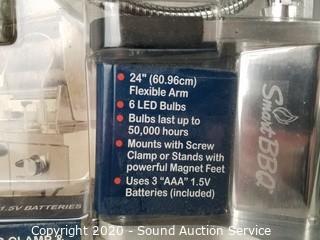 24" (60.96cm)
Flexible Arm
6 LED Bulbs
Bulbs last up to
50,000 hours
Mounts with Screw
Clamp or Stands with
powerful Magnet Feet
Uses 3 “AAA” 1.5V
Batteries (included)
Smart BBQ
1.5V BATTERIES
CLAMP &
Copyright 2020 - Sound Auction Service